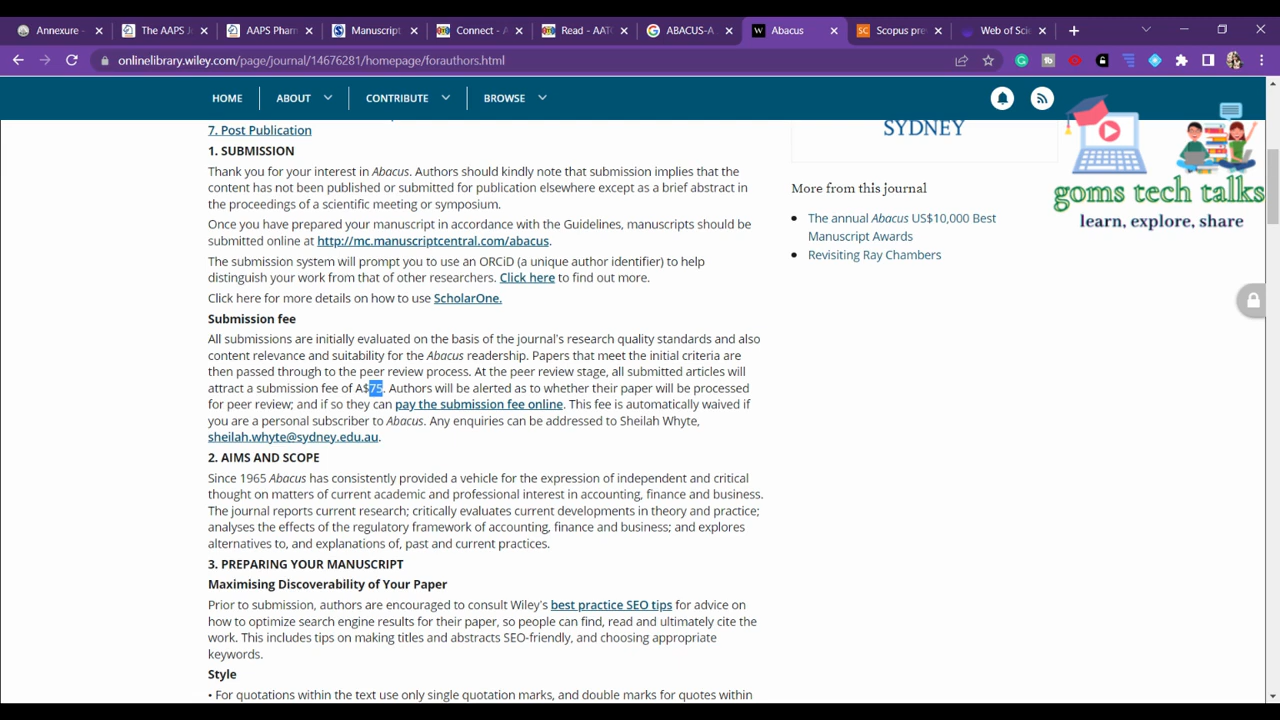 Annexure -
The AAPS J
AAPS Pharm
Manuscript
Connect - A
Read - AATC
ABACUS-A
Abacus
Scopus pre
Web of Scie
onlinelibrary.wiley.com/page/journal/14676281/homepage/forauthors.html
HOME
ABOUT
CONTRIBUTE
BROWSE
7. Post Publication
1. SUBMISSION
Thank you for your interest in Abacus. Authors should kindly note that submission implies that the
content has not been published or submitted for publication elsewhere except as a brief abstract in
the proceedings of a scientific meeting or symposium.
Once you have prepared your manuscript in accordance with the Guidelines, manuscripts should be
submitted online at http://mc.manuscriptcentral.com/abacus.
The submission system will prompt you to use an ORCiD (a unique author identifier) to help
distinguish your work from that of other researchers. Click here to find out more.
Click here for more details on how to use ScholarOne.
Submission fee
All submissions are initially evaluated on the basis of the journal's research quality standards and also
content relevance and suitability for the Abacus readership. Papers that meet the initial criteria are
then passed through to the peer review process. At the peer review stage, all submitted articles will
attract a submission fee of A$75. Authors will be alerted as to whether their paper will be processed
for peer review; and if so they can pay the submission fee online. This fee is automatically waived if
you are a personal subscriber to Abacus. Any enquiries can be addressed to Sheilah Whyte,
sheilah.whyte@sydney.edu.au.
2. AIMS AND SCOPE
Since 1965 Abacus has consistently provided a vehicle for the expression of independent and critical
thought on matters of current academic and professional interest in accounting, finance and business.
The journal reports current research; critically evaluates current developments in theory and practice;
analyses the effects of the regulatory framework of accounting, finance and business; and explores
alternatives to, and explanations of, past and current practices.
3. PREPARING YOUR MANUSCRIPT
Maximising Discoverability of Your Paper
Prior to submission, authors are encouraged to consult Wiley's best practice SEO tips for advice on
how to optimize search engine results for their paper, so people can find, read and ultimately cite the
work. This includes tips on making titles and abstracts SEO-friendly, and choosing appropriate
keywords.
Style
• For quotations within the text use only single quotation marks, and double marks for quotes within
SYDNEY
More from this journal
The annual Abacus US$10,000 Best
Manuscript Awards
Revisiting Ray Chambers
goms tech talks
learn, explore, share